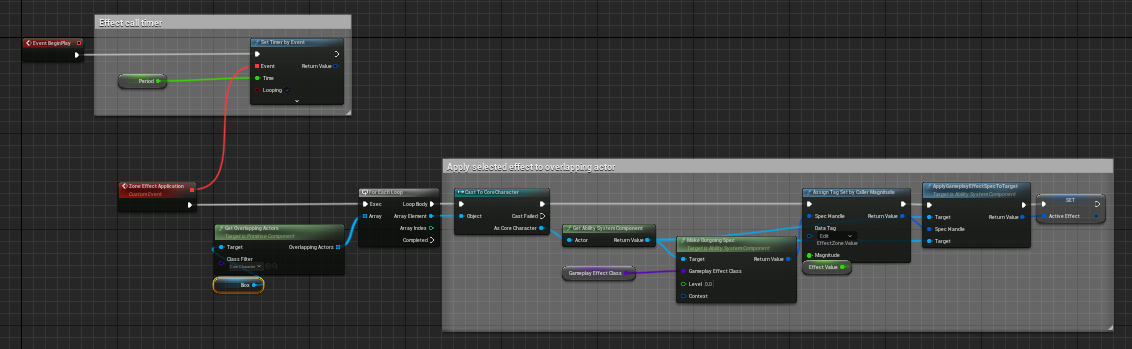 Effect call timer
Event BeginPlay
Set Timer by Event
Event
Return Value
Period
Time
Looping
Zone Effect Application
Custom Event
Get Overlapping Actors
Target is Primitive Component
Target
Overlapping Actors
Class Filter
Box
For Each Loop
Exec
Loop Body
Array
Array Element
Array Index
Completed
Apply selected effect to overlapping actor
Cast To CoreCharacter
Object
Cast Failed
As Core Character
Get Ability System Component
Actor
Return Value
Gameplay Effect Class
Make Outgoing Spec
Target is Ability System Component
Target
Return Value
Gameplay Effect Class
Level 0.0
Context
Assign Tag Set by Caller Magnitude
Spec Handle
Return Value
Data Tag
Edit
EffectZone.Value
Magnitude
Effect Value
ApplyGameplayEffectSpecToTarget
Target is Ability System Component
Target
Return Value
Spec Handle
Target
SET
Active Effect